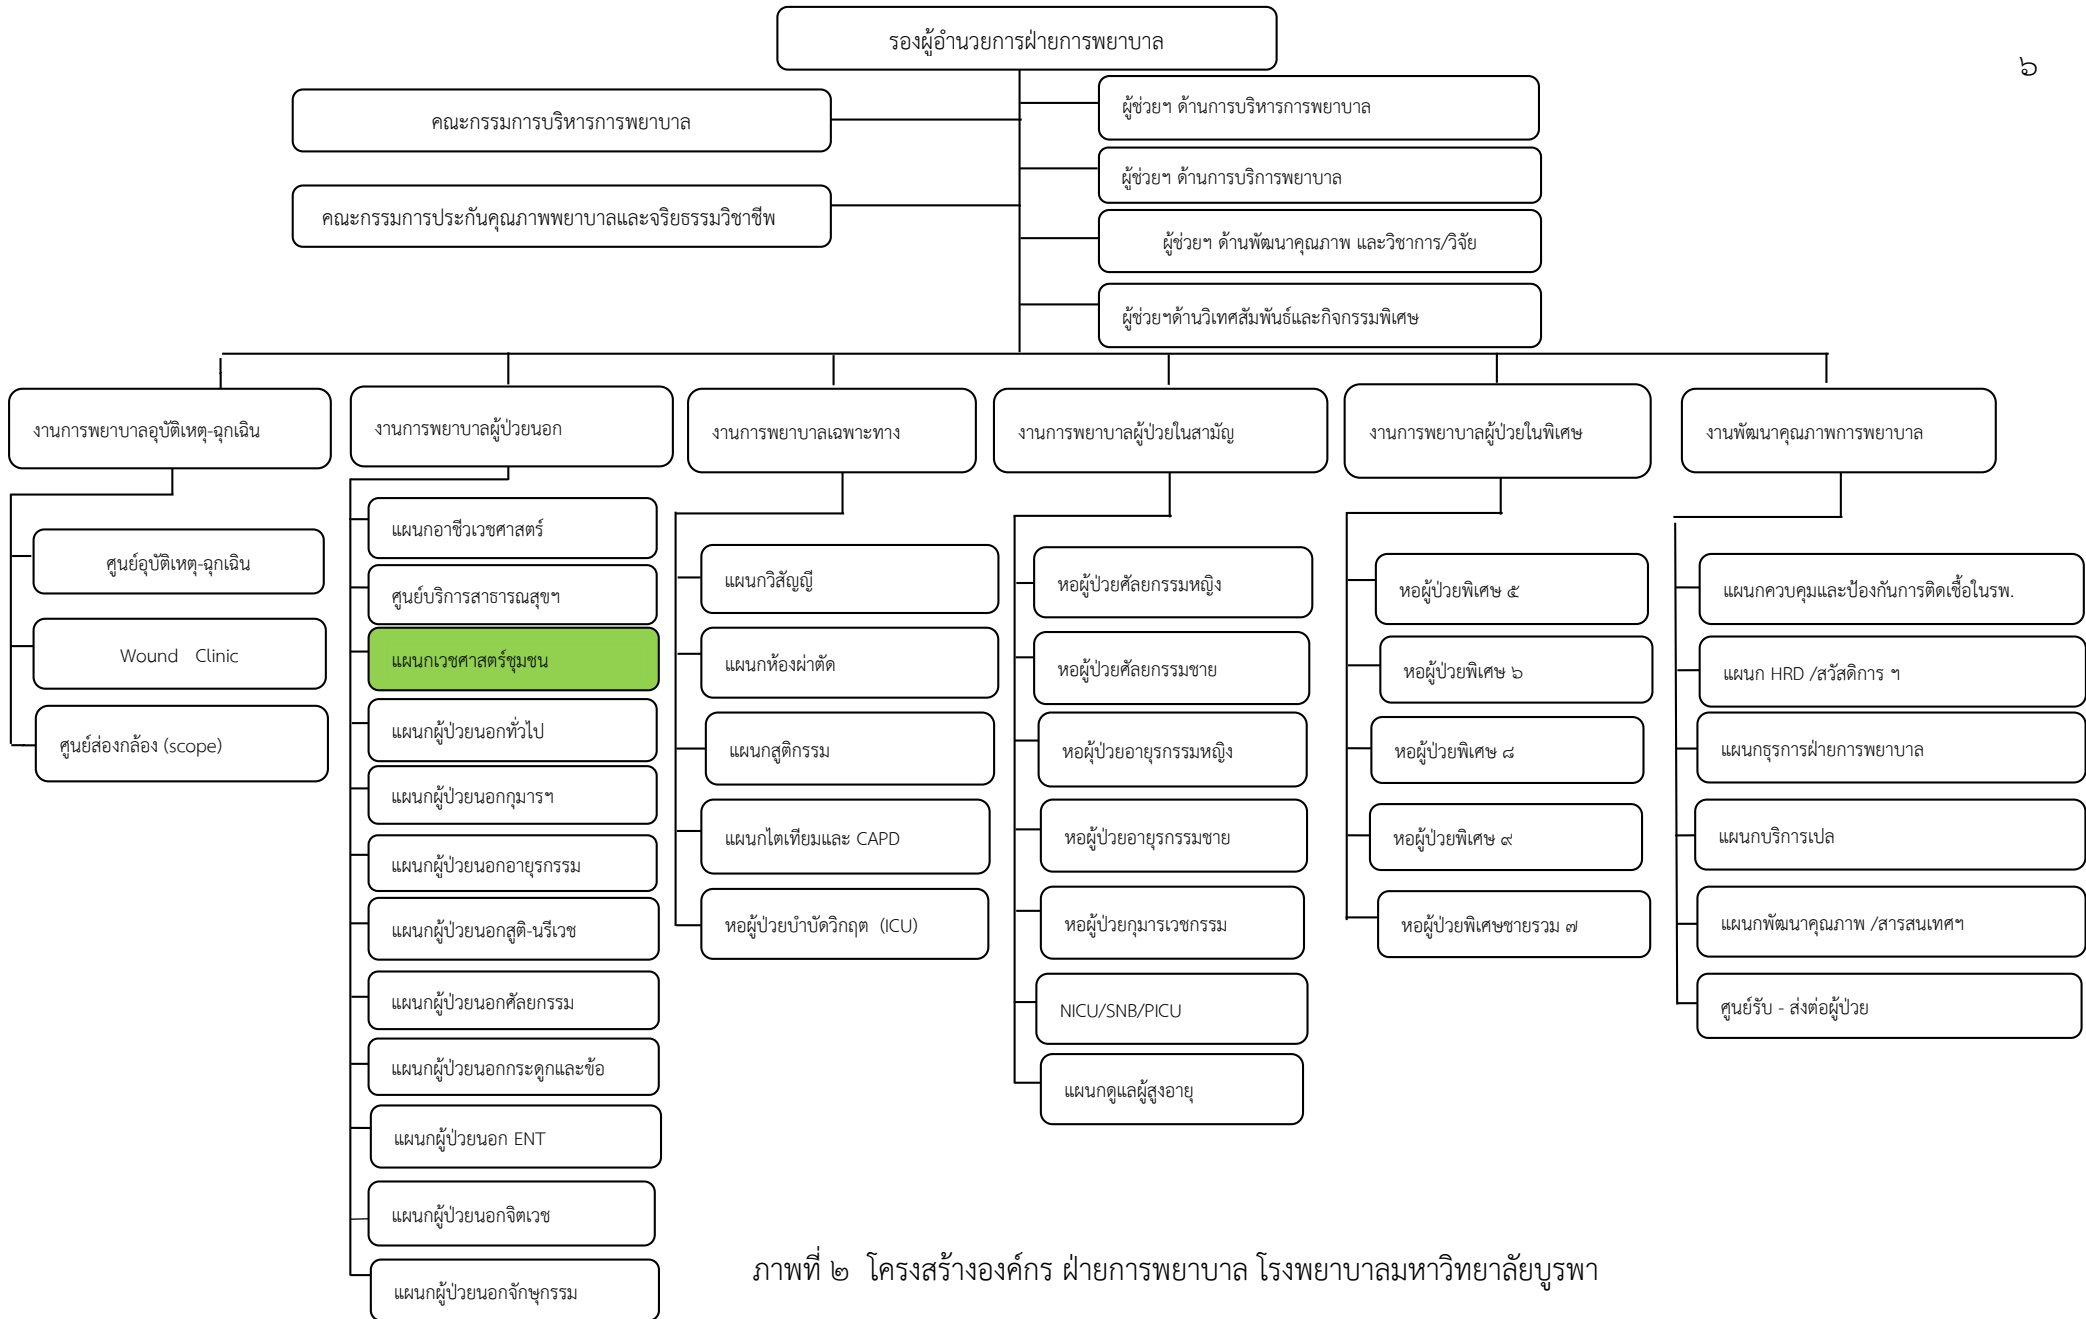 รองผู้อำนวยการฝ่ายการพยาบาล
๖
คณะกรรมการบริหารการพยาบาล
คณะกรรมการประกันคุณภาพพยาบาลและจริยธรรมวิชาชีพ
ผู้ช่วยฯ ด้านการบริหารการพยาบาล
ผู้ช่วยฯ ด้านการบริการพยาบาล
ผู้ช่วยฯ ด้านพัฒนาคุณภาพ และวิชาการ/วิจัย
ผู้ช่วยฯด้านวิเทศสัมพันธ์และกิจกรรมพิเศษ
งานการพยาบาลอุบัติเหตุ-ฉุกเฉิน
ศูนย์อุบัติเหตุ-ฉุกเฉิน
Wound Clinic
ศูนย์ส่องกล้อง (scope)
งานการพยาบาลผู้ป่วยนอก
แผนกอาชีวเวชศาสตร์
ศูนย์บริการสาธารณสุขฯ
แผนกเวชศาสตร์ชุมชน
แผนกผู้ป่วยนอกทั่วไป
แผนกผู้ป่วยนอกกุมารฯ
แผนกผู้ป่วยนอกอายุรกรรม
แผนกผู้ป่วยนอกสูติ-นรีเวช
แผนกผู้ป่วยนอกศัลยกรรม
แผนกผู้ป่วยนอกกระดูกและข้อ
แผนกผู้ป่วยนอก ENT
แผนกผู้ป่วยนอกจิตเวช
แผนกผู้ป่วยนอกจักษุกรรม
งานการพยาบาลเฉพาะทาง
แผนกวิสัญญี
แผนกห้องผ่าตัด
แผนกสูติกรรม
แผนกไตเทียมและ CAPD
หอผู้ป่วยบำบัดวิกฤต (ICU)
งานการพยาบาลผู้ป่วยในสามัญ
หอผู้ป่วยศัลยกรรมหญิง
หอผู้ป่วยศัลยกรรมชาย
หอผุ้ป่วยอายุรกรรมหญิง
หอผู้ป่วยอายุรกรรมชาย
หอผู้ป่วยกุมารเวชกรรม
NICU/SNB/PICU
แผนกดูแลผู้สูงอายุ
งานการพยาบาลผู้ป่วยในพิเศษ
หอผู้ป่วยพิเศษ ๕
หอผู้ป่วยพิเศษ ๖
หอผู้ป่วยพิเศษ ๘
หอผู้ป่วยพิเศษ ๙
หอผู้ป่วยพิเศษชายรวม ๗
งานพัฒนาคุณภาพการพยาบาล
แผนกควบคุมและป้องกันการติดเชื้อในรพ.
แผนก HRD /สวัสดิการ ฯ
แผนกธุรการฝ่ายการพยาบาล
แผนกบริการเปล
แผนกพัฒนาคุณภาพ /สารสนเทศฯ
ศูนย์รับ - ส่งต่อผู้ป่วย
ภาพที่ ๒ โครงสร้างองค์กร ฝ่ายการพยาบาล โรงพยาบาลมหาวิทยาลัยบูรพา